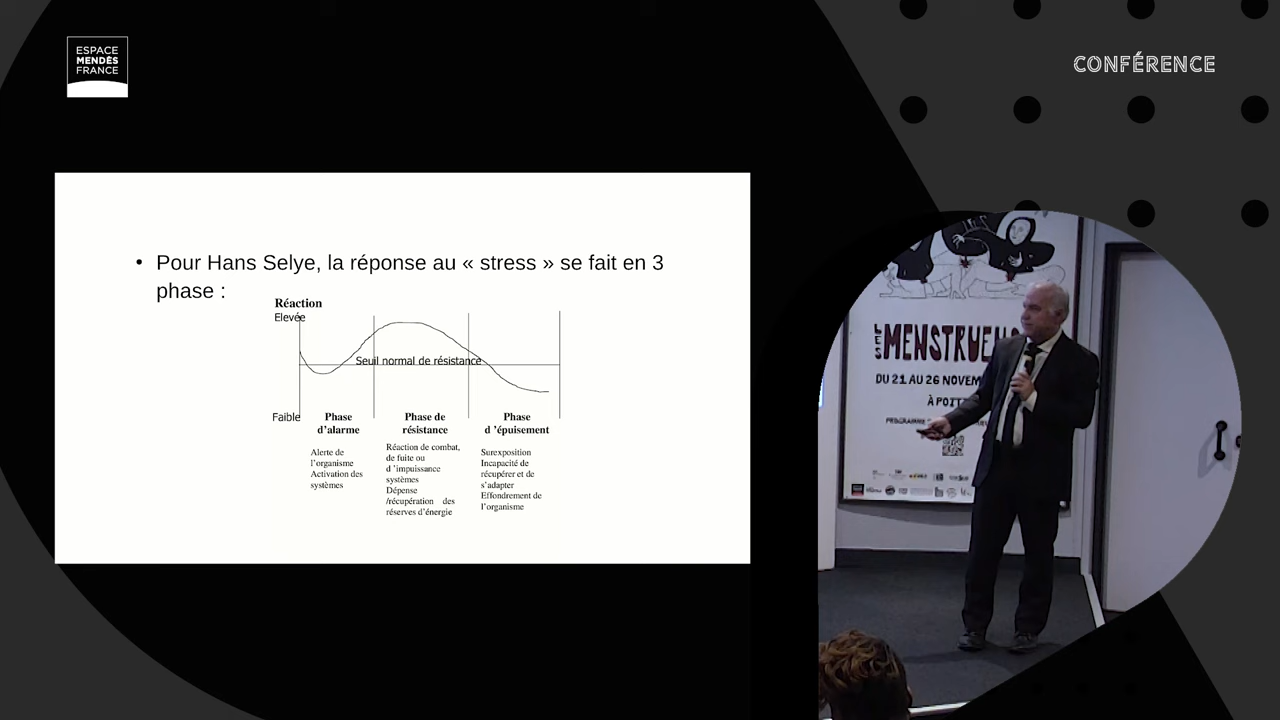 ESPACE
MENDÈS
FRANCE
CONFÉRENCE
• Pour Hans Selye, la réponse au « stress » se fait en 3
phase :
Réaction
Elevée
Seuil normal de résistance
Faible
Phase
d’alarme
Alerte de
l’organisme
Activation des
systèmes
Phase de
résistance
Réaction de combat,
de fuite ou
d ’impuissance
systèmes
Dépense
/récupération des
réserves d’énergie
Phase
d ’épuisement
Surexposition
Incapacité de
récupérer et de
s’adapter
Effondrement de
l’organisme
LES
DU 21 AU 26
À